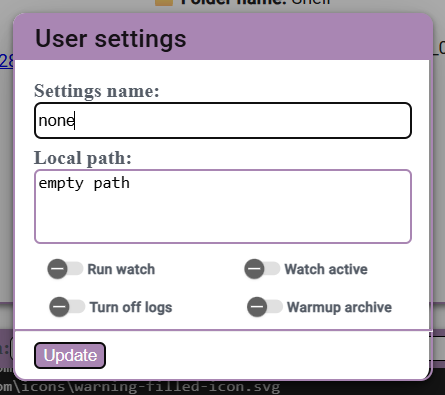 Folder name: Shell
User settings
28
Settings name:
none
Local path:
empty path
Run watch
Watch active
Turn off logs
Warmup archive
Update
om\icons\warning-filled-icon.svg